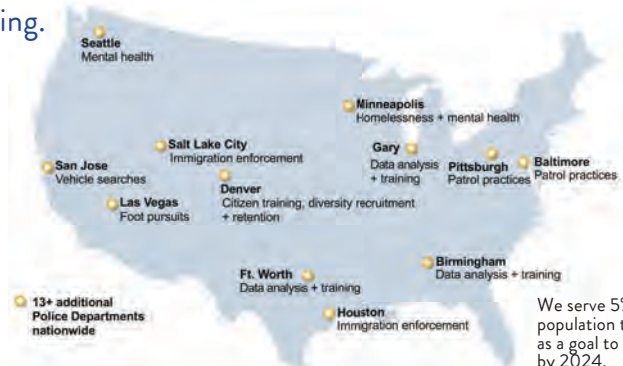 ing.
Seattle
Mental health
Minneapolis
Homelessness + mental health
Salt Lake City
Immigration enforcement
Gary
Data analysis
+ training
Pittsburgh
Patrol practices
Baltimore
Patrol practices
San Jose
Vehicle searches
Las Vegas
Foot pursuits
Denver
Citizen training; diversity recruitment
+ retention
Birmingham
Data analysis + training
Ft. Worth
Data analysis + training
Houston
Immigration enforcement
13+ additional
Police Departments
nationwide
We serve 5%
population t
as a goal to
by 2024.